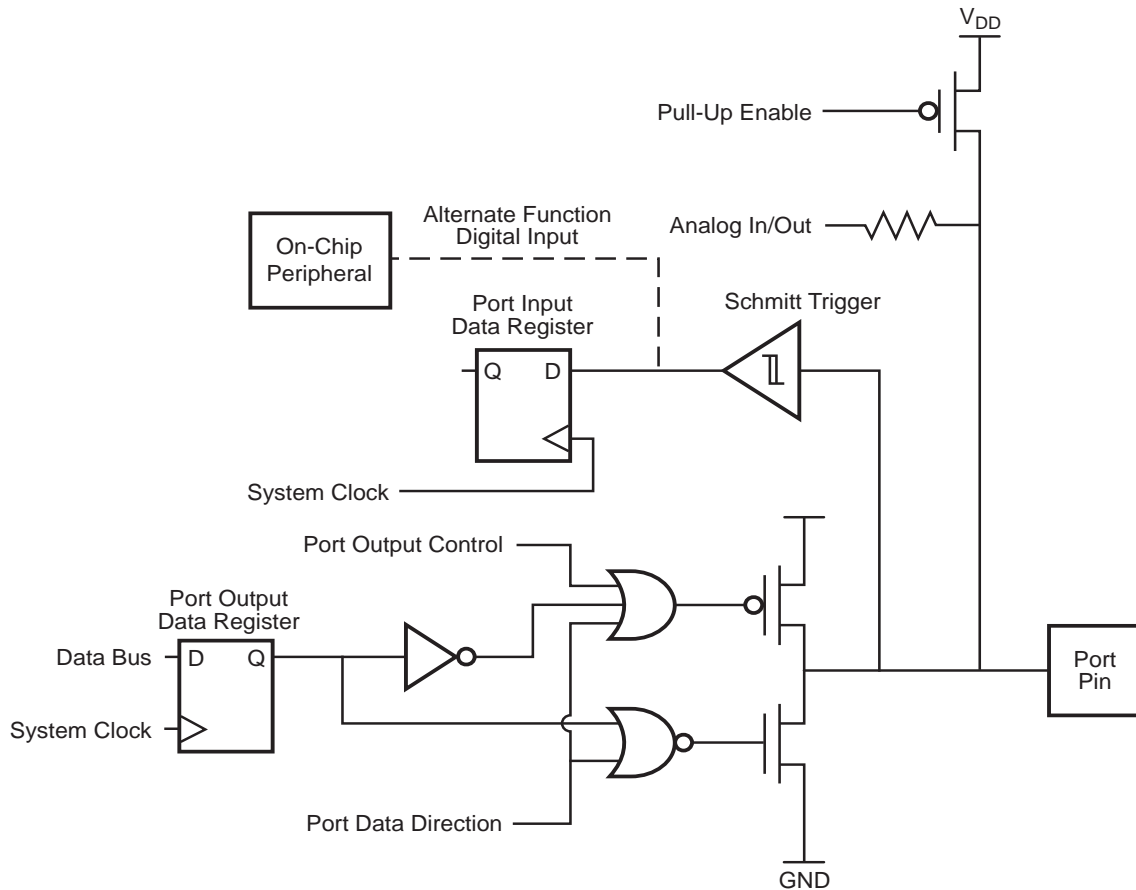 VDD
Pull-Up Enable
Alternate Function
Digital Input
Analog In/Out
On-Chip
Peripheral
Port Input
Data Register
Schmitt Trigger
Q
D
System Clock
Port Output Control
Port Output
Data Register
Data Bus
D
Q
Port
Pin
System Clock
Port Data Direction
GND